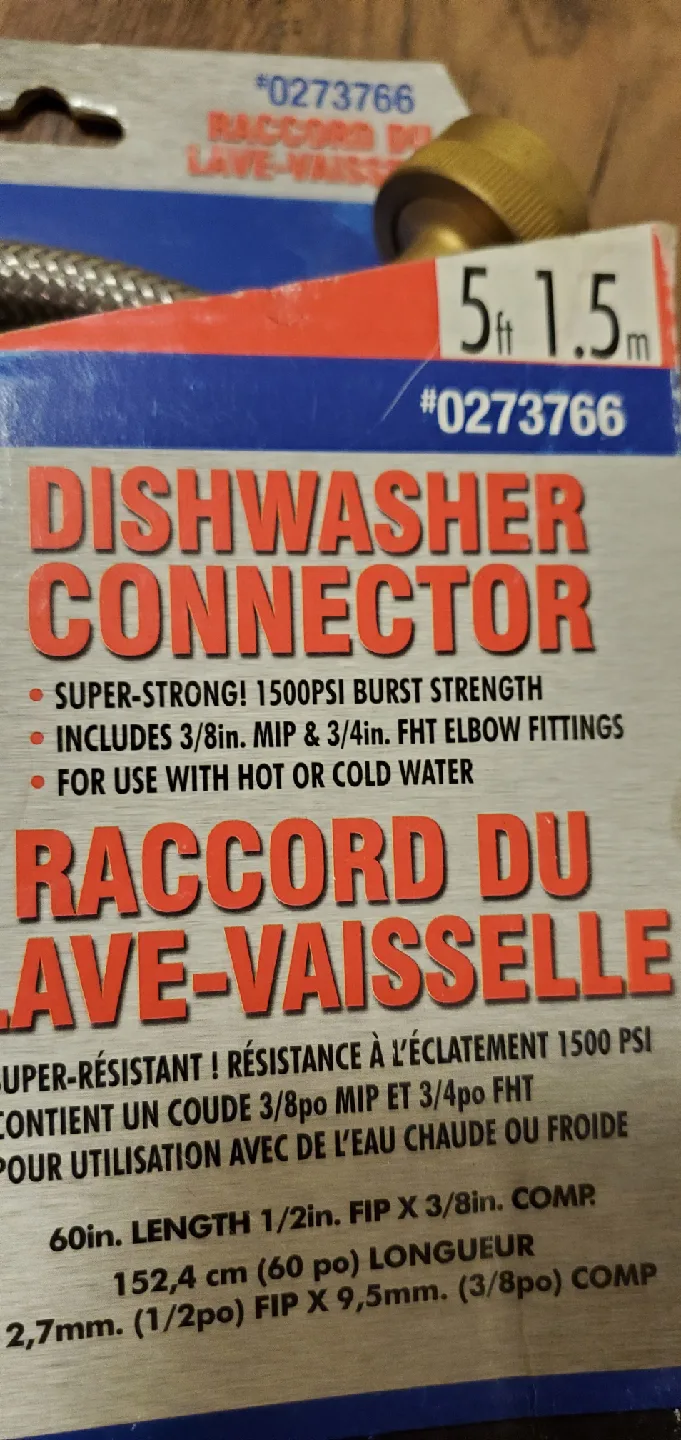 #0273766
RACCORD DU
LAVE-VAISSE
5ft 1.5m
#0273766
DISHWASHER
CONNECTOR
• SUPER-STRONG! 1500PSI BURST STRENGTH
• INCLUDES 3/8in. MIP & 3/4in. FHT ELBOW FITTINGS
• FOR USE WITH HOT OR COLD WATER
RACCORD DU
LAVE-VAISSELLE
SUPER-RÉSISTANT ! RÉSISTANCE À L'ÉCLATEMENT 1500 PSI
CONTIENT UN COUDE 3/8po MIP ET 3/4po FHT
POUR UTILISATION AVEC DE L'EAU CHAUDE OU FROIDE
60in. LENGTH 1/2in. FIP X 3/8in. COMP.
152,4 cm (60 po) LONGUEUR
2,7mm. (1/2po) FIP X 9,5mm. (3/8po) COMP